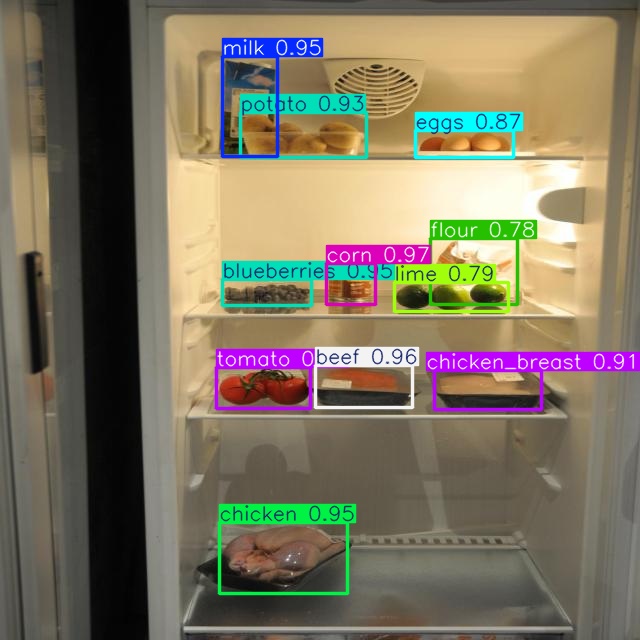 milk 0.95
potato 0.93
eggs 0.87
flour 0.78
corn 0.97
blueberries 0.95
lime 0.79
tomato 0
beef 0.96
chicken_breast 0.91
chicken 0.95